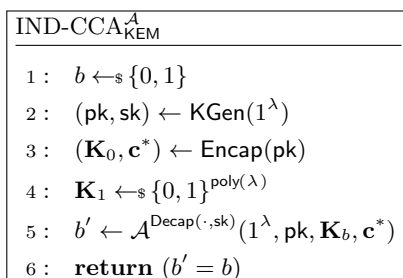 IND-CCA^𝒜_KEM
1 : b ←$ {0, 1}
2 : (pk, sk) ← KGen(1^λ)
3 : (K_0, c*) ← Encap(pk)
4 : K_1 ←$ {0, 1}^poly(λ)
5 : b′ ← 𝒜^Decap(·,sk)(1^λ, pk, K_b, c*)
6 : return (b′ = b)